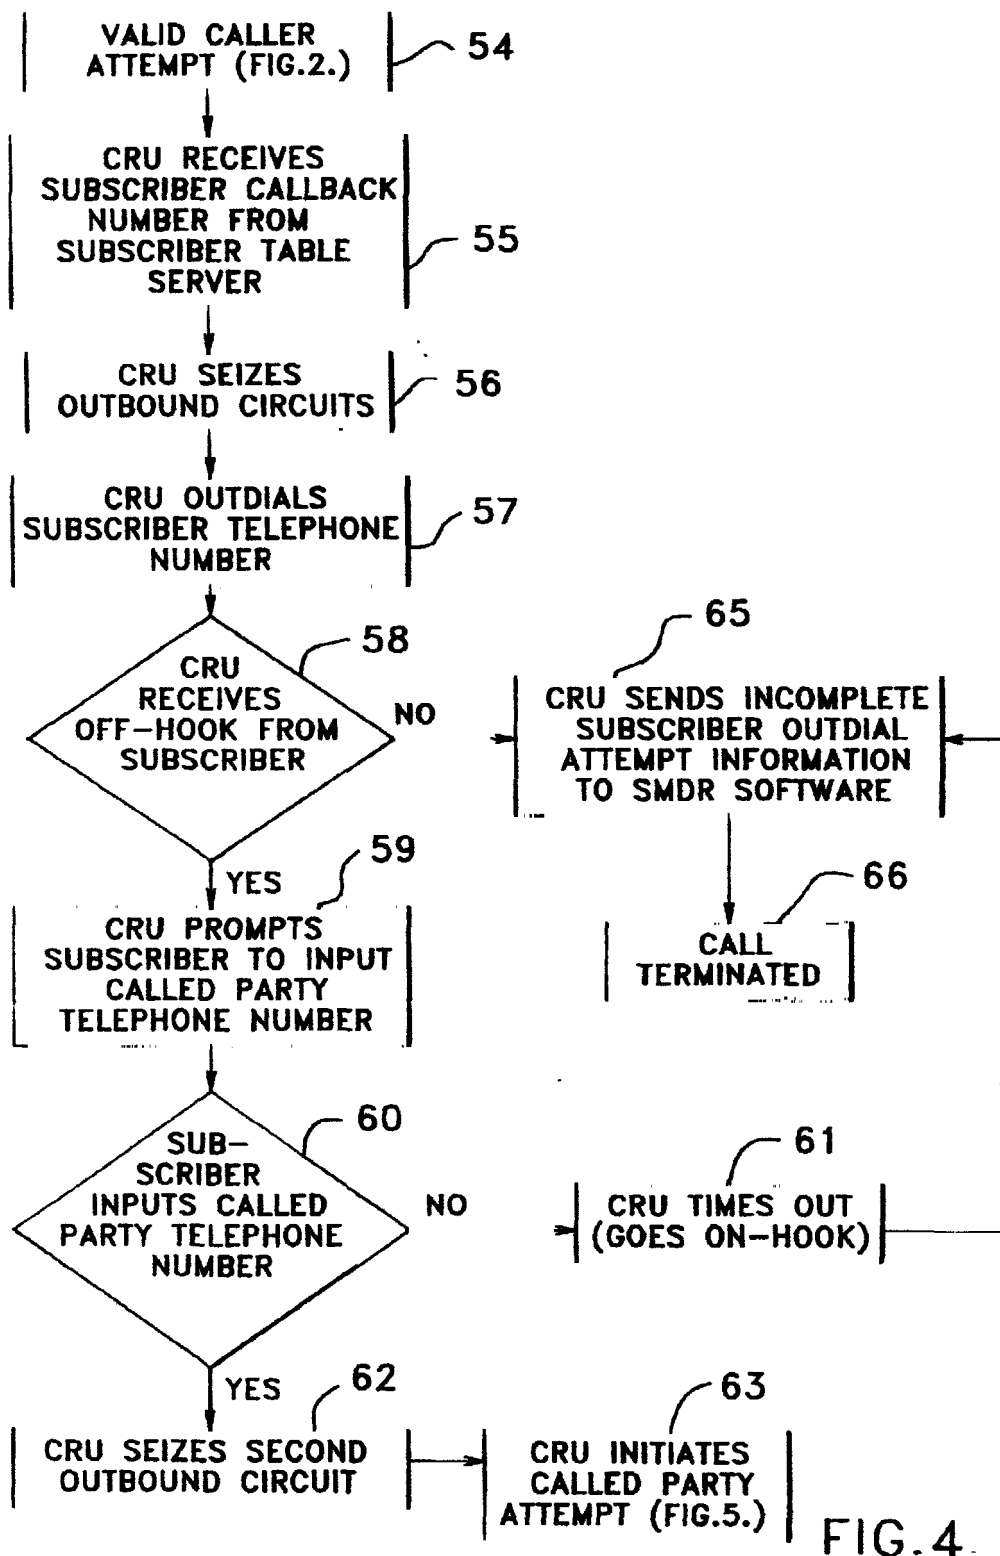 VALID CALLER
ATTEMPT (FIG.2.)
54
CRU RECEIVES
SUBSCRIBER CALLBACK
NUMBER FROM
SUBSCRIBER TABLE
SERVER
55
CRU SEIZES
OUTBOUND CIRCUITS
56
CRU OUTDIALS
SUBSCRIBER TELEPHONE
NUMBER
57
58
CRU
RECEIVES
OFF-HOOK FROM
SUBSCRIBER
NO
65
CRU SENDS INCOMPLETE
SUBSCRIBER OUTDIAL
ATTEMPT INFORMATION
TO SMDR SOFTWARE
YES
59
CRU PROMPTS
SUBSCRIBER TO INPUT
CALLED PARTY
TELEPHONE NUMBER
66
CALL
TERMINATED
60
SUB-
SCRIBER
INPUTS CALLED
PARTY TELEPHONE
NUMBER
NO
61
CRU TIMES OUT
(GOES ON-HOOK)
YES
62
CRU SEIZES SECOND
OUTBOUND CIRCUIT
63
CRU INITIATES
CALLED PARTY
ATTEMPT (FIG.5.)
FIG.4.